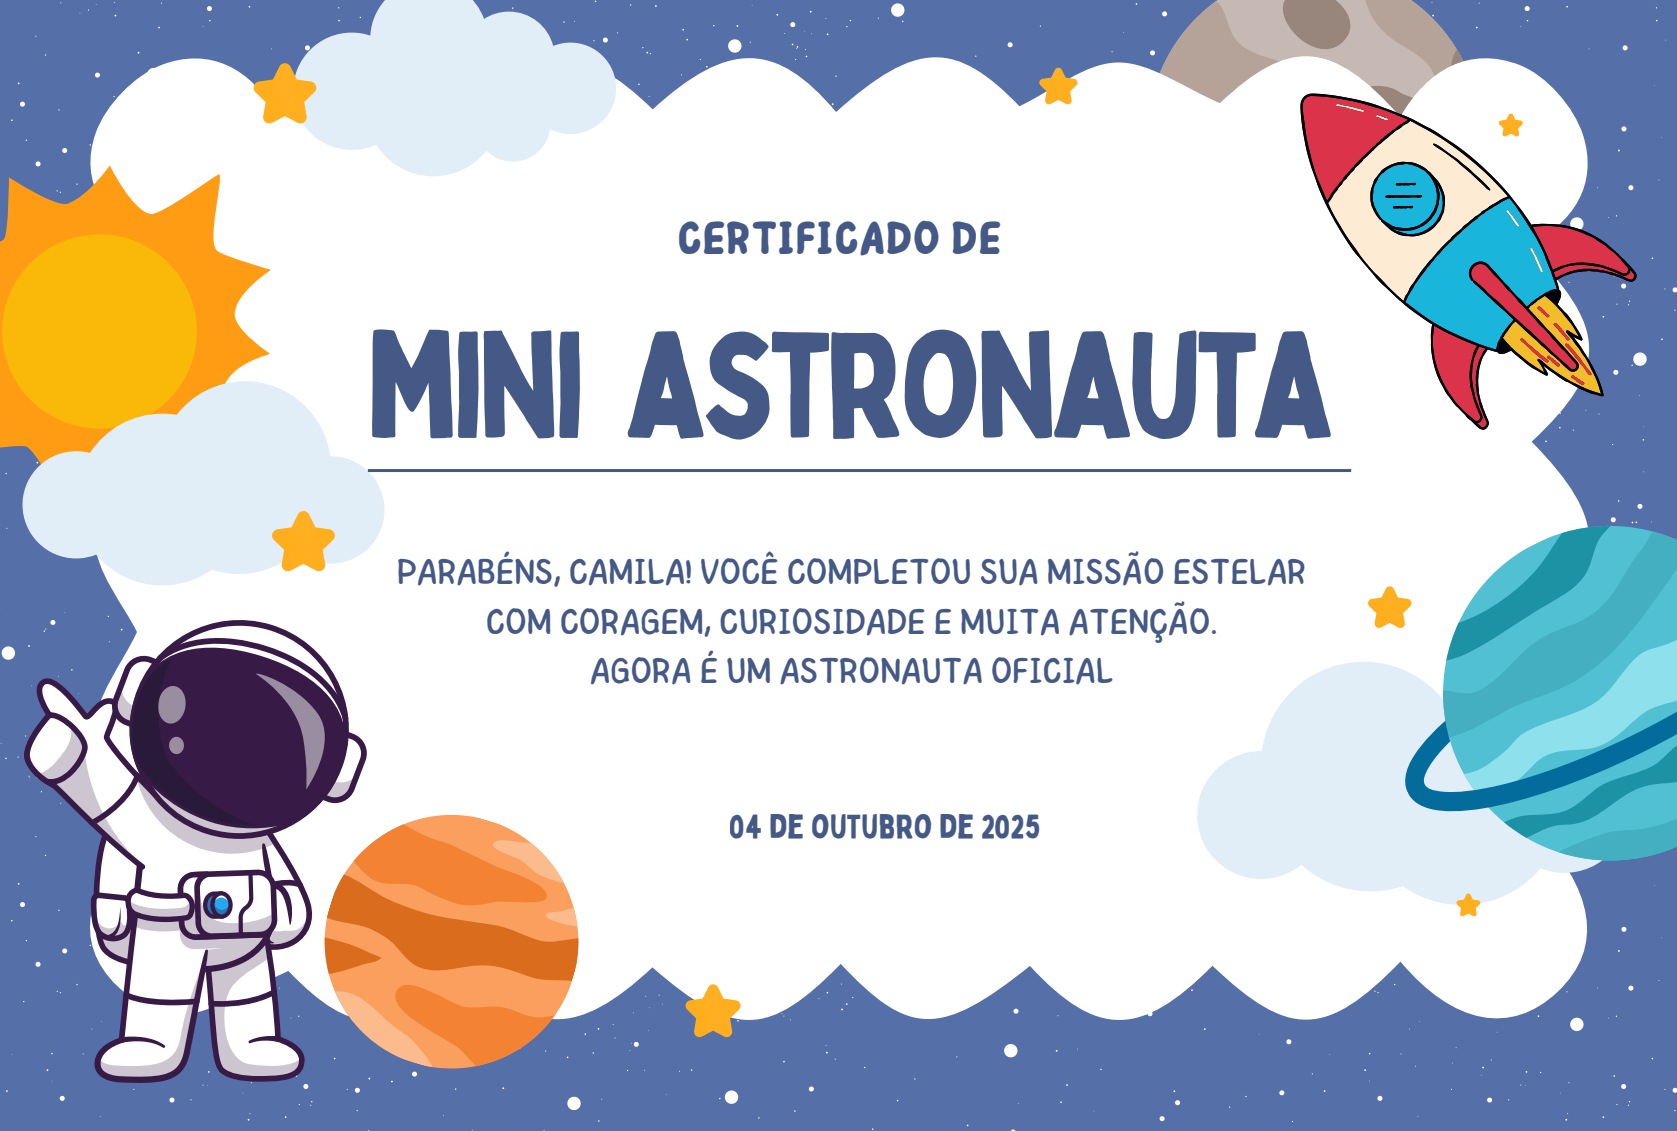 CERTIFICADO DE
MINI ASTRONAUTA
PARABÉNS, CAMILA! VOCÊ COMPLETOU SUA MISSÃO ESTELAR
COM CORAGEM, CURIOSIDADE E MUITA ATENÇÃO.
AGORA É UM ASTRONAUTA OFICIAL
04 DE OUTUBRO DE 2025